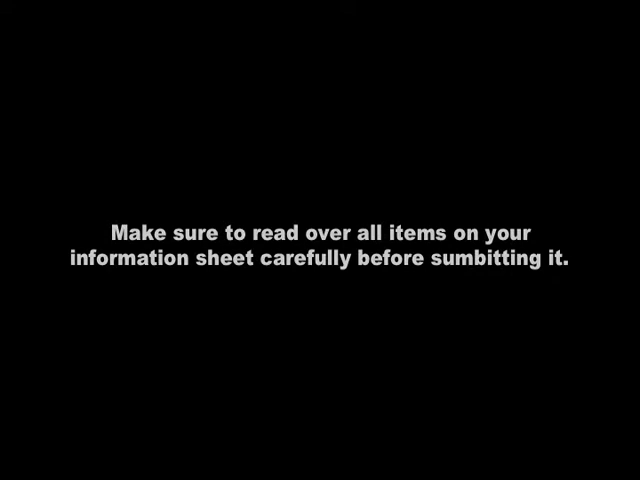 Make sure to read over all items on your
information sheet carefully before sumbitting it.